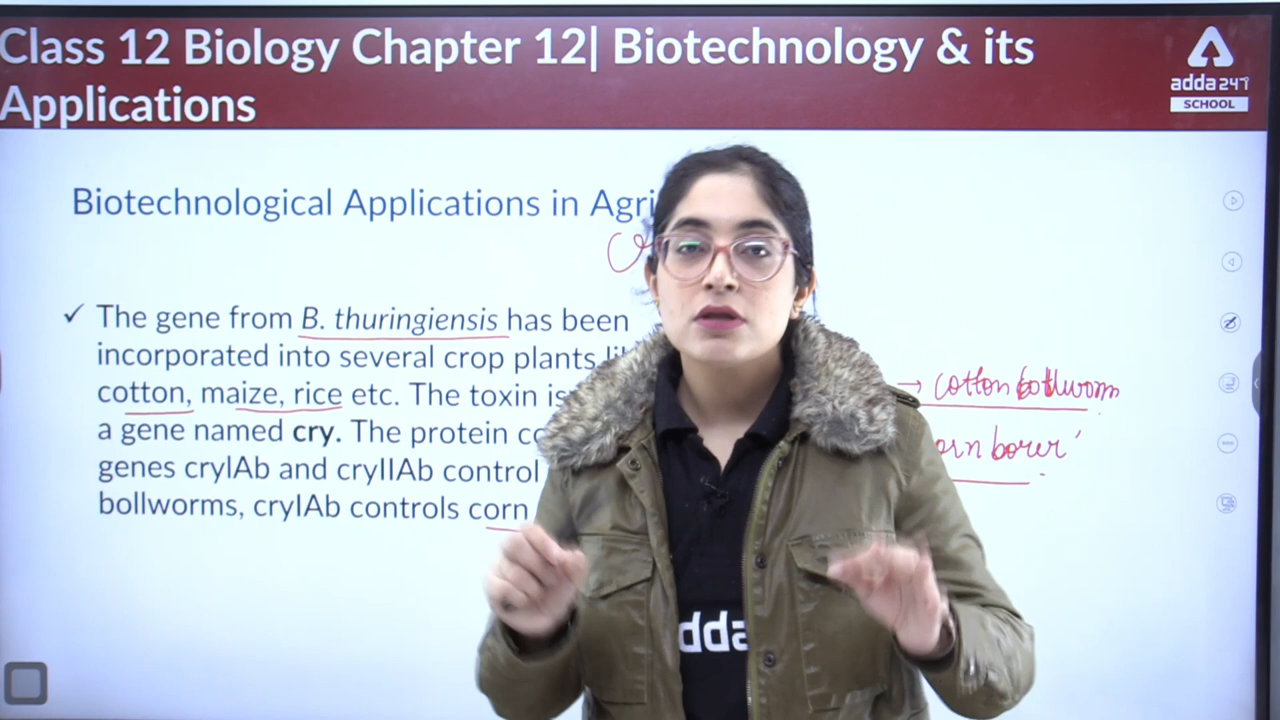 Class 12 Biology Chapter 12| Biotechnology & its
Applications
adda247
SCHOOL
Biotechnological Applications in Agri
✓ The gene from B. thuringiensis has been
incorporated into several crop plants li
cotton, maize, rice etc. The toxin is
a gene named cry. The protein co
genes cryIAb and cryIIAb control
bollworms, cryIAb controls corn
→ cotton bollworm
orn borer'
dda